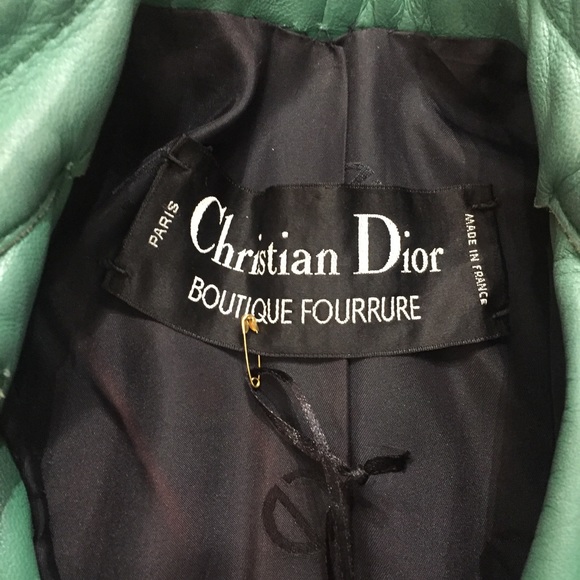 PARIS
Christian Dior
BOUTIQUE FOURRURE
MADE IN FRANCE